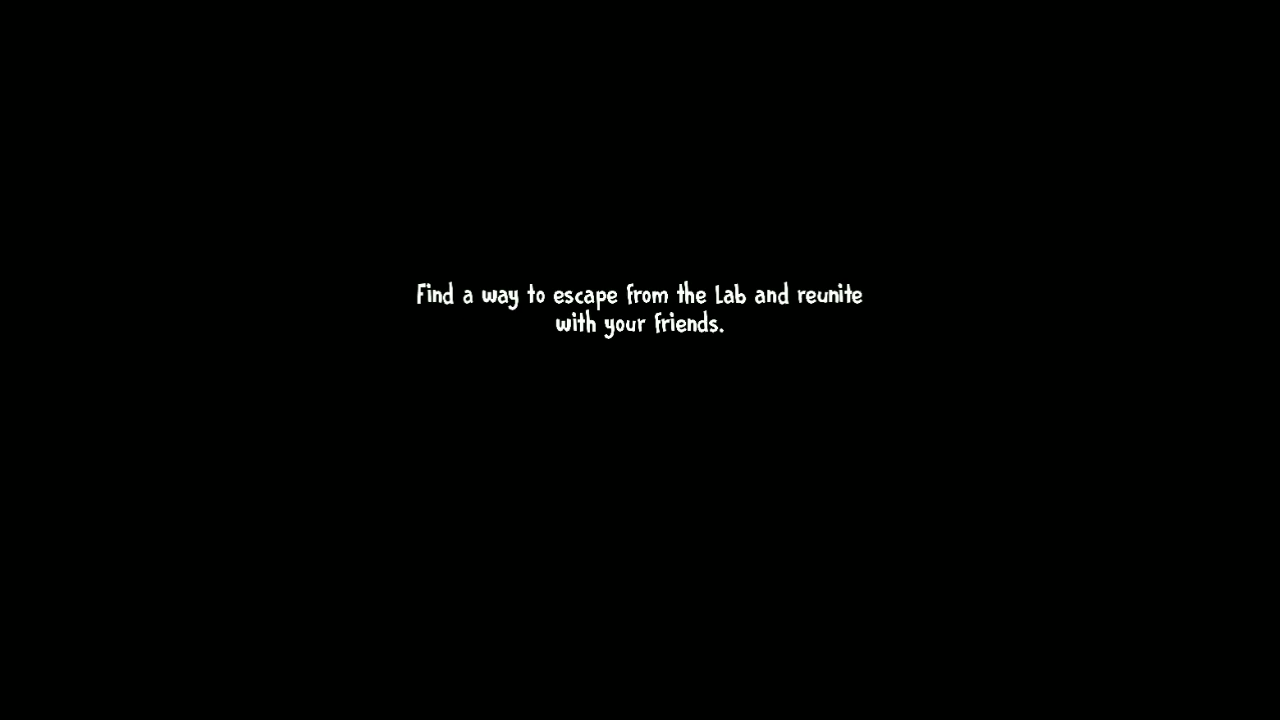 Find a way to escape from the Lab and reunite
with your friends.